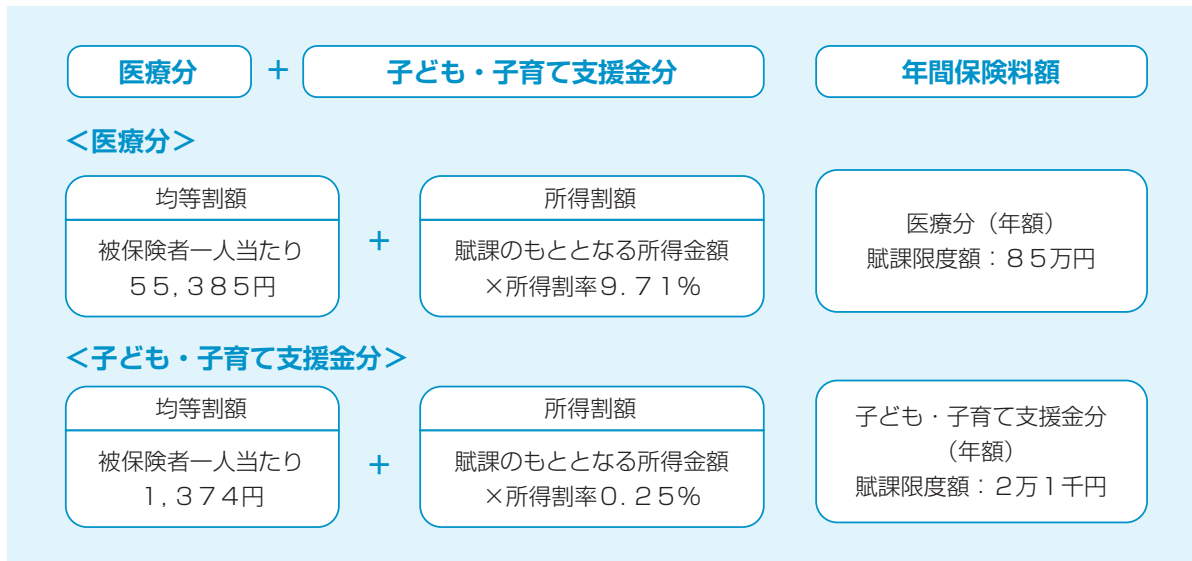 医療分 + 子ども・子育て支援金分 年間保険料額
＜医療分＞
均等割額
被保険者一人当たり
５５,３８５円
+
所得割額
賦課のもととなる所得金額
×所得割率９.７１％
医療分（年額）
賦課限度額：８５万円
＜子ども・子育て支援金分＞
均等割額
被保険者一人当たり
１,３７４円
+
所得割額
賦課のもととなる所得金額
×所得割率０.２５％
子ども・子育て支援金分
（年額）
賦課限度額：２万１千円